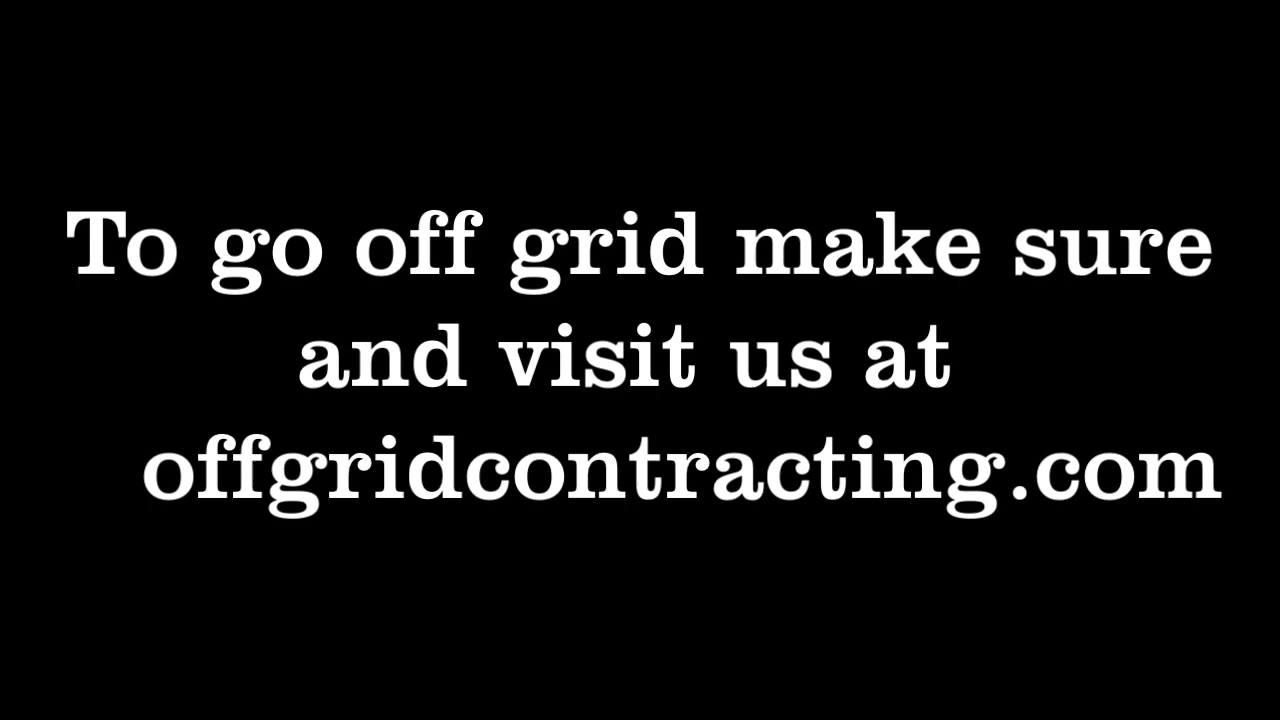 To go off grid make sure
and visit us at
offgridcontracting.com